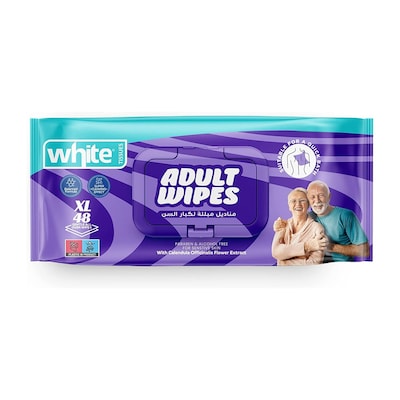 white
TISSUES
ADULT
WIPES
مناديل مبللة لكبار السن
XL
48
PARABEN & ALCOHOL FREE
FOR SENSITIVE SKIN
With Calendula Officinalis Flower Extract